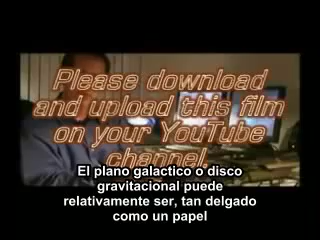 Please download
and upload this film
on your YouTube
channel.
El plano galactico o disco
gravitacional puede
relativamente ser, tan delgado
como un papel